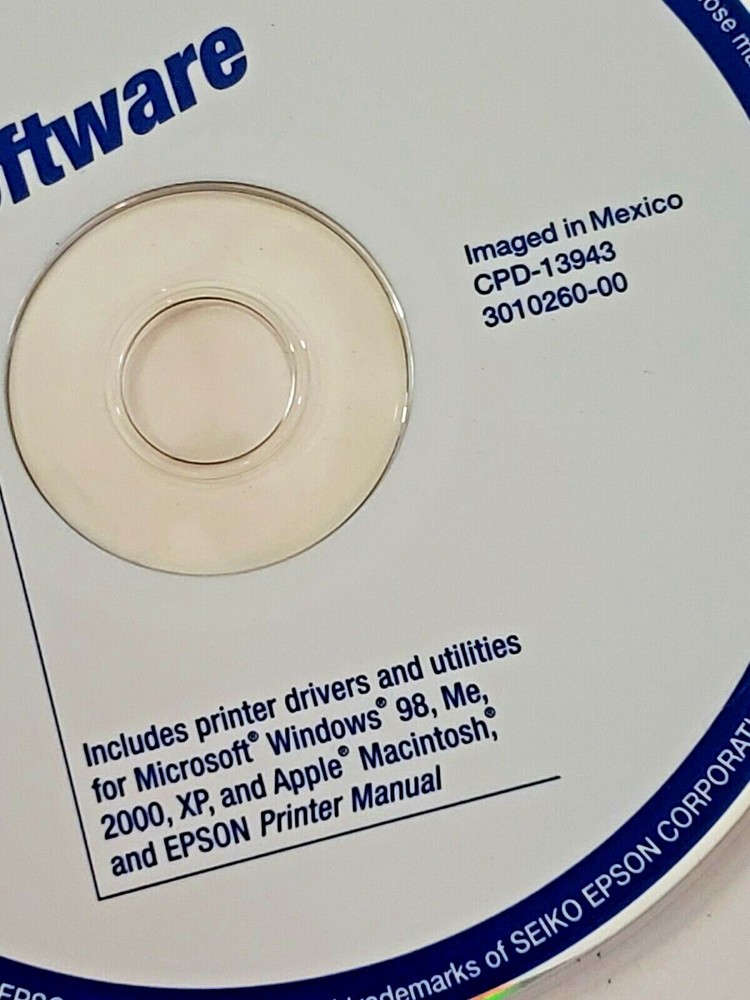 ftware
Imaged in Mexico
CPD-13943
3010260-00
Includes printer drivers and utilities
for Microsoft® Windows® 98, Me,
2000, XP, and Apple® Macintosh®,
and EPSON Printer Manual
ademarks of SEIKO EPSON CORPORAT